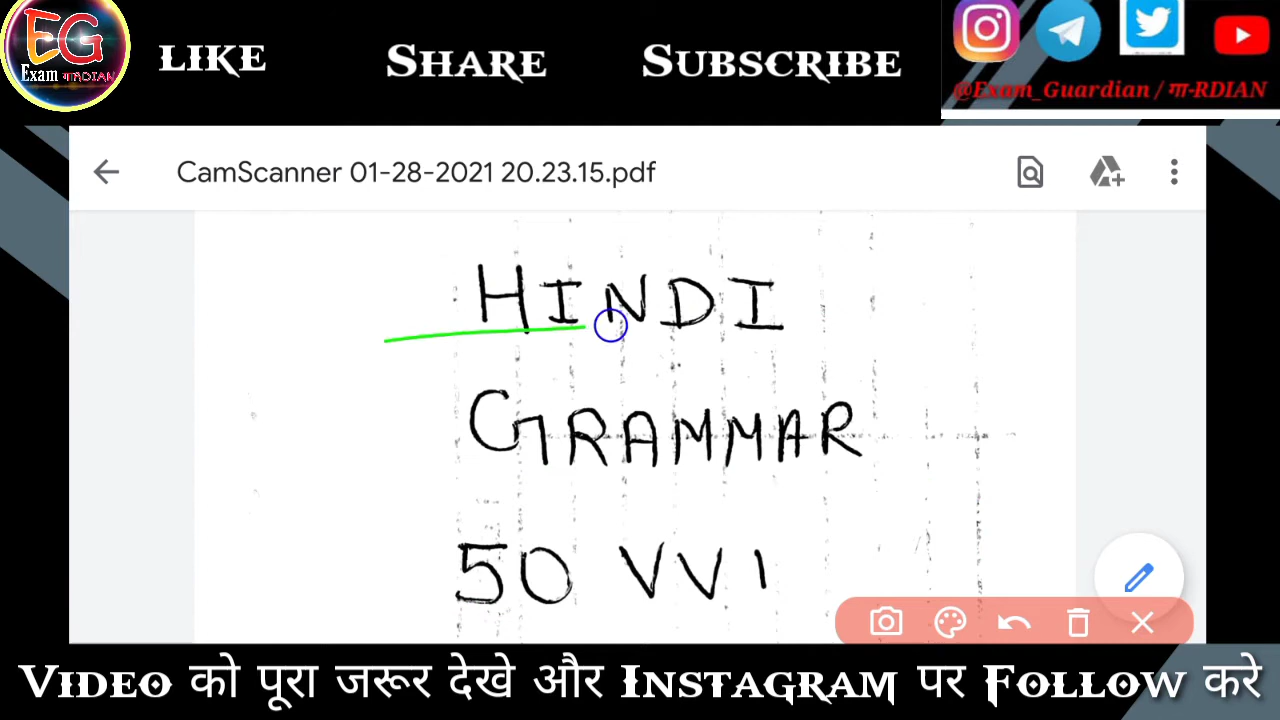 EG
Exam गारDIAN
LIKE SHARE SUBSCRIBE
@Exam_Guardian / गा-RDIAN
CamScanner 01-28-2021 20.23.15.pdf
HINDI
GRAMMAR
50 VVI
VIDEO को पूरा जरूर देखे और INSTAGRAM पर FOLLOW करे